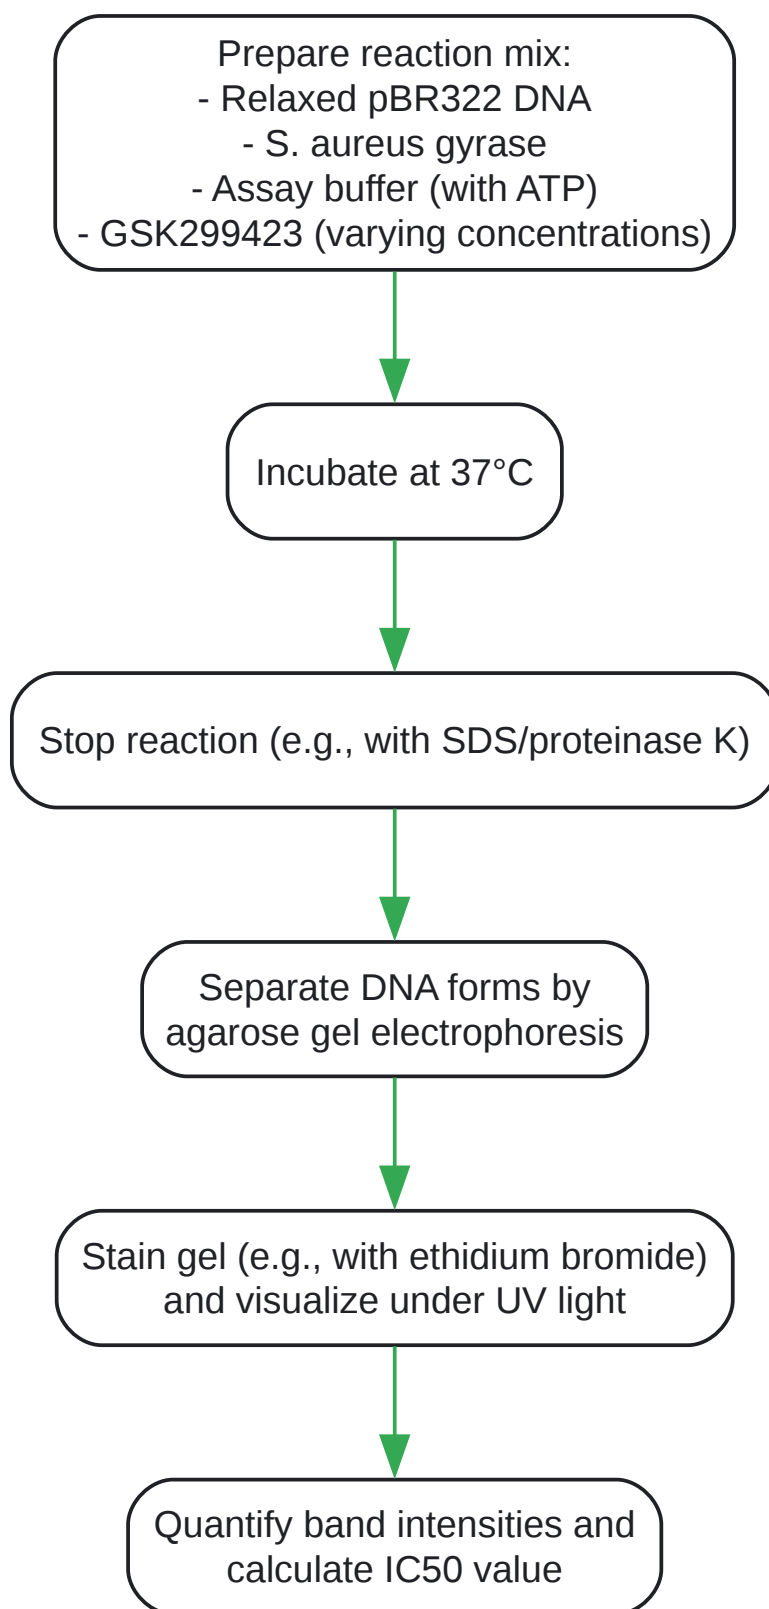 Prepare reaction mix:
- Relaxed pBR322 DNA
- S. aureus gyrase
- Assay buffer (with ATP)
- GSK299423 (varying concentrations)
Incubate at 37°C
Stop reaction (e.g., with SDS/proteinase K)
Separate DNA forms by
agarose gel electrophoresis
Stain gel (e.g., with ethidium bromide)
and visualize under UV light
Quantify band intensities and
calculate IC50 value